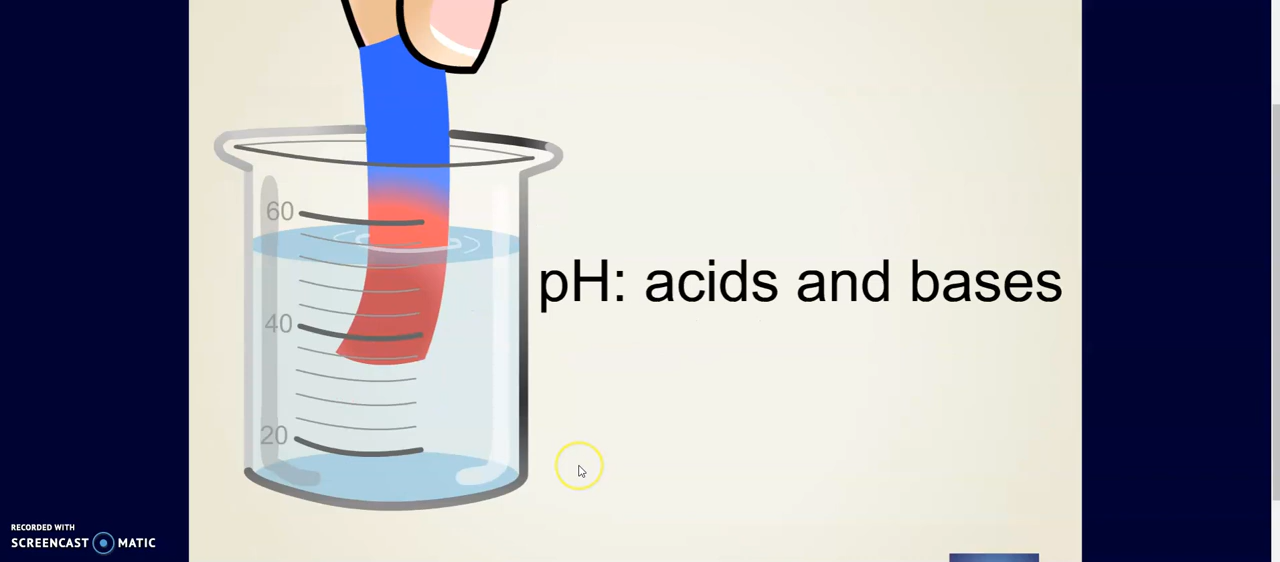 60
40
20
pH: acids and bases
RECORDED WITH
SCREENCAST MATIC